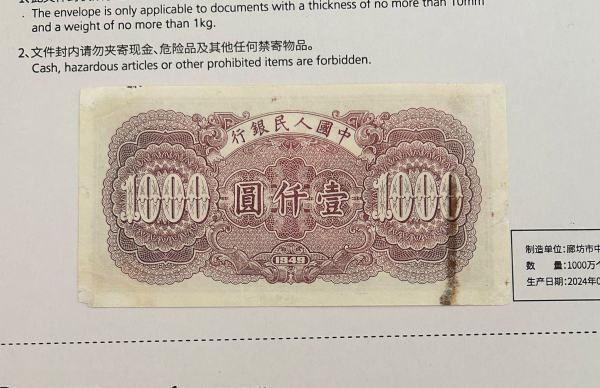 . The envelope is only applicable to documents with a thickness of no more than 10mm
and a weight of no more than 1kg.
2、文件封内请勿夹寄现金、危险品及其他任何禁寄物品。
Cash, hazardous articles or other prohibited items are forbidden.
行銀民人國中
1000
圓仟壹
1000
1949
制造单位:廊坊市中
数 量:1000万个
生产日期:2024年0